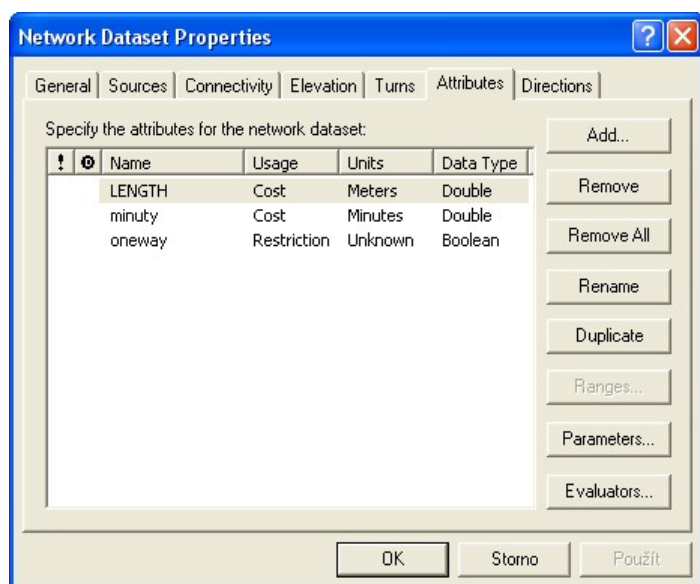 Network Dataset Properties
General Sources Connectivity Elevation Turns Attributes Directions
Specify the attributes for the network dataset:
! Name Usage Units Data Type
LENGTH Cost Meters Double
minuty Cost Minutes Double
oneway Restriction Unknown Boolean
Add...
Remove
Remove All
Rename
Duplicate
Ranges...
Parameters...
Evaluators...
OK Storno Použít